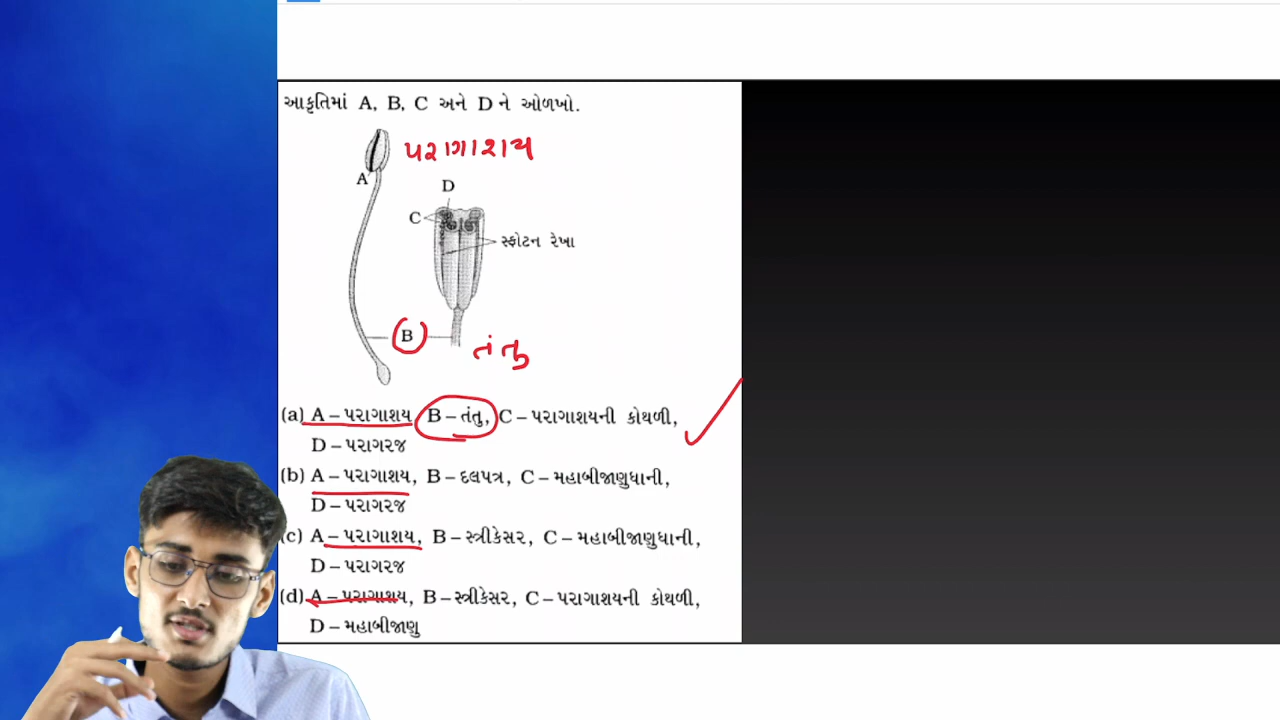 આકૃતિમાં A, B, C અને D ને ઓળખો.
પરાગાશય
A
D
C
સ્ફોટન રેખા
B
તંતુ
(a) A – પરાગાશય, B – તંતુ, C – પરાગાશયની કોથળી,
D – પરાગરજ
(b) A – પરાગાશય, B – દલપત્ર, C – મહાબીજાણુધાની,
D – પરાગરજ
(c) A – પરાગાશય, B – સ્ત્રીકેસર, C – મહાબીજાણુધાની,
D – પરાગરજ
(d) A – પરાગાશય, B – સ્ત્રીકેસર, C – પરાગાશયની કોથળી,
D – મહાબીજાણુ